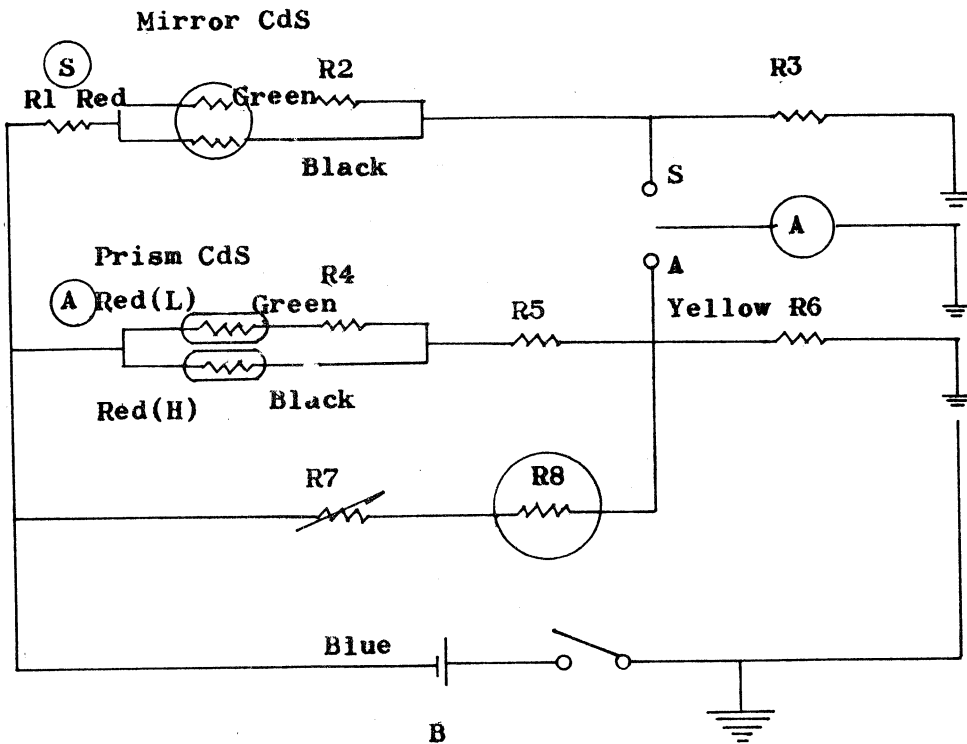 Mirror CdS
S
R2
R3
R1 Red
Green
Black
S
A
Prism CdS
R4
A
A Red(L)
Green
R5
Yellow R6
Red(H)
Black
R7
R8
Blue
B